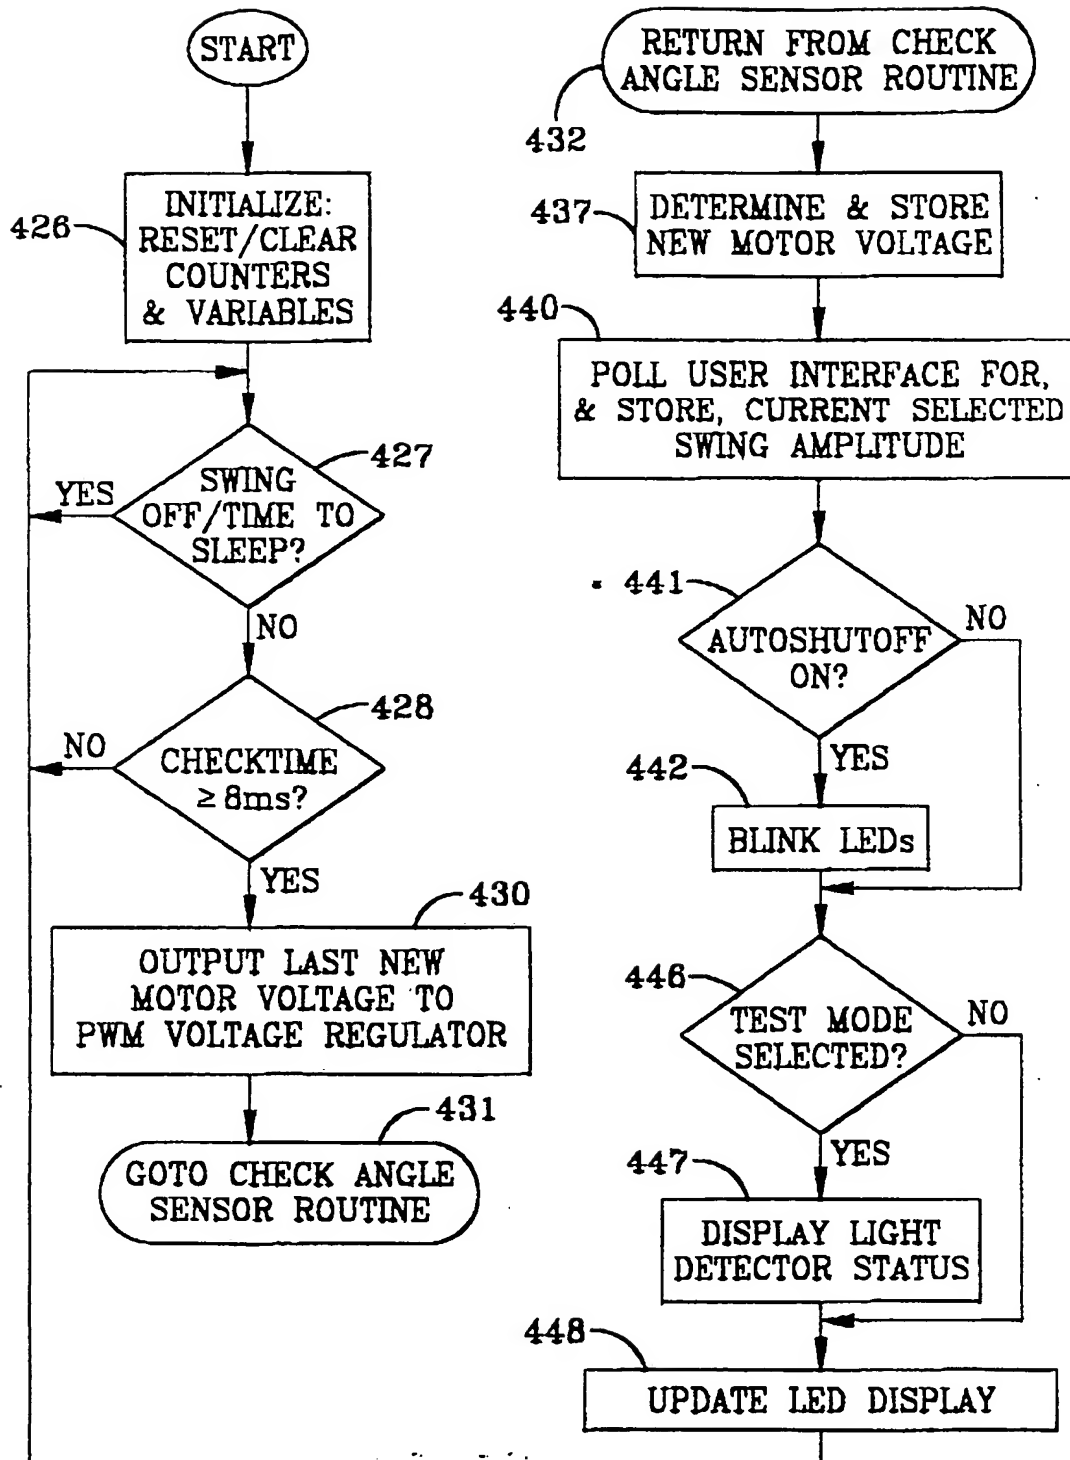 START
426
INITIALIZE:
RESET/CLEAR
COUNTERS
& VARIABLES
427
SWING
OFF/TIME TO
SLEEP?
YES
NO
428
CHECKTIME
≥ 8ms?
NO
YES
430
OUTPUT LAST NEW
MOTOR VOLTAGE TO
PWM VOLTAGE REGULATOR
431
GOTO CHECK ANGLE
SENSOR ROUTINE
RETURN FROM CHECK
ANGLE SENSOR ROUTINE
432
437
DETERMINE & STORE
NEW MOTOR VOLTAGE
440
POLL USER INTERFACE FOR,
& STORE, CURRENT SELECTED
SWING AMPLITUDE
441
AUTOSHUTOFF
ON?
NO
YES
442
BLINK LEDs
446
TEST MODE
SELECTED?
NO
YES
447
DISPLAY LIGHT
DETECTOR STATUS
448
UPDATE LED DISPLAY